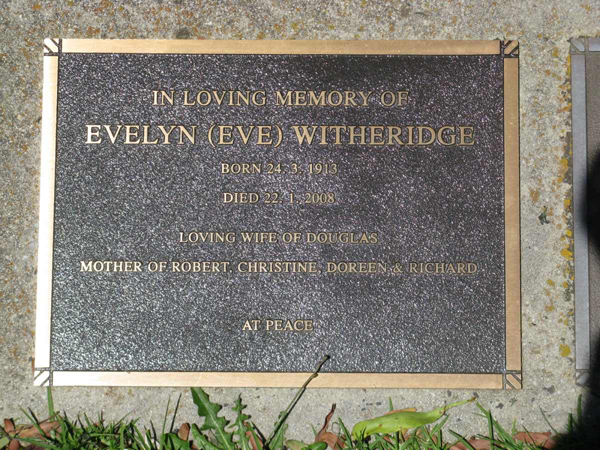 IN LOVING MEMORY OF
EVELYN (EVE) WITHERIDGE
BORN 24. 3. 1913
DIED 22. 1. 2008
LOVING WIFE OF DOUGLAS
MOTHER OF ROBERT, CHRISTINE, DOREEN & RICHARD
AT PEACE